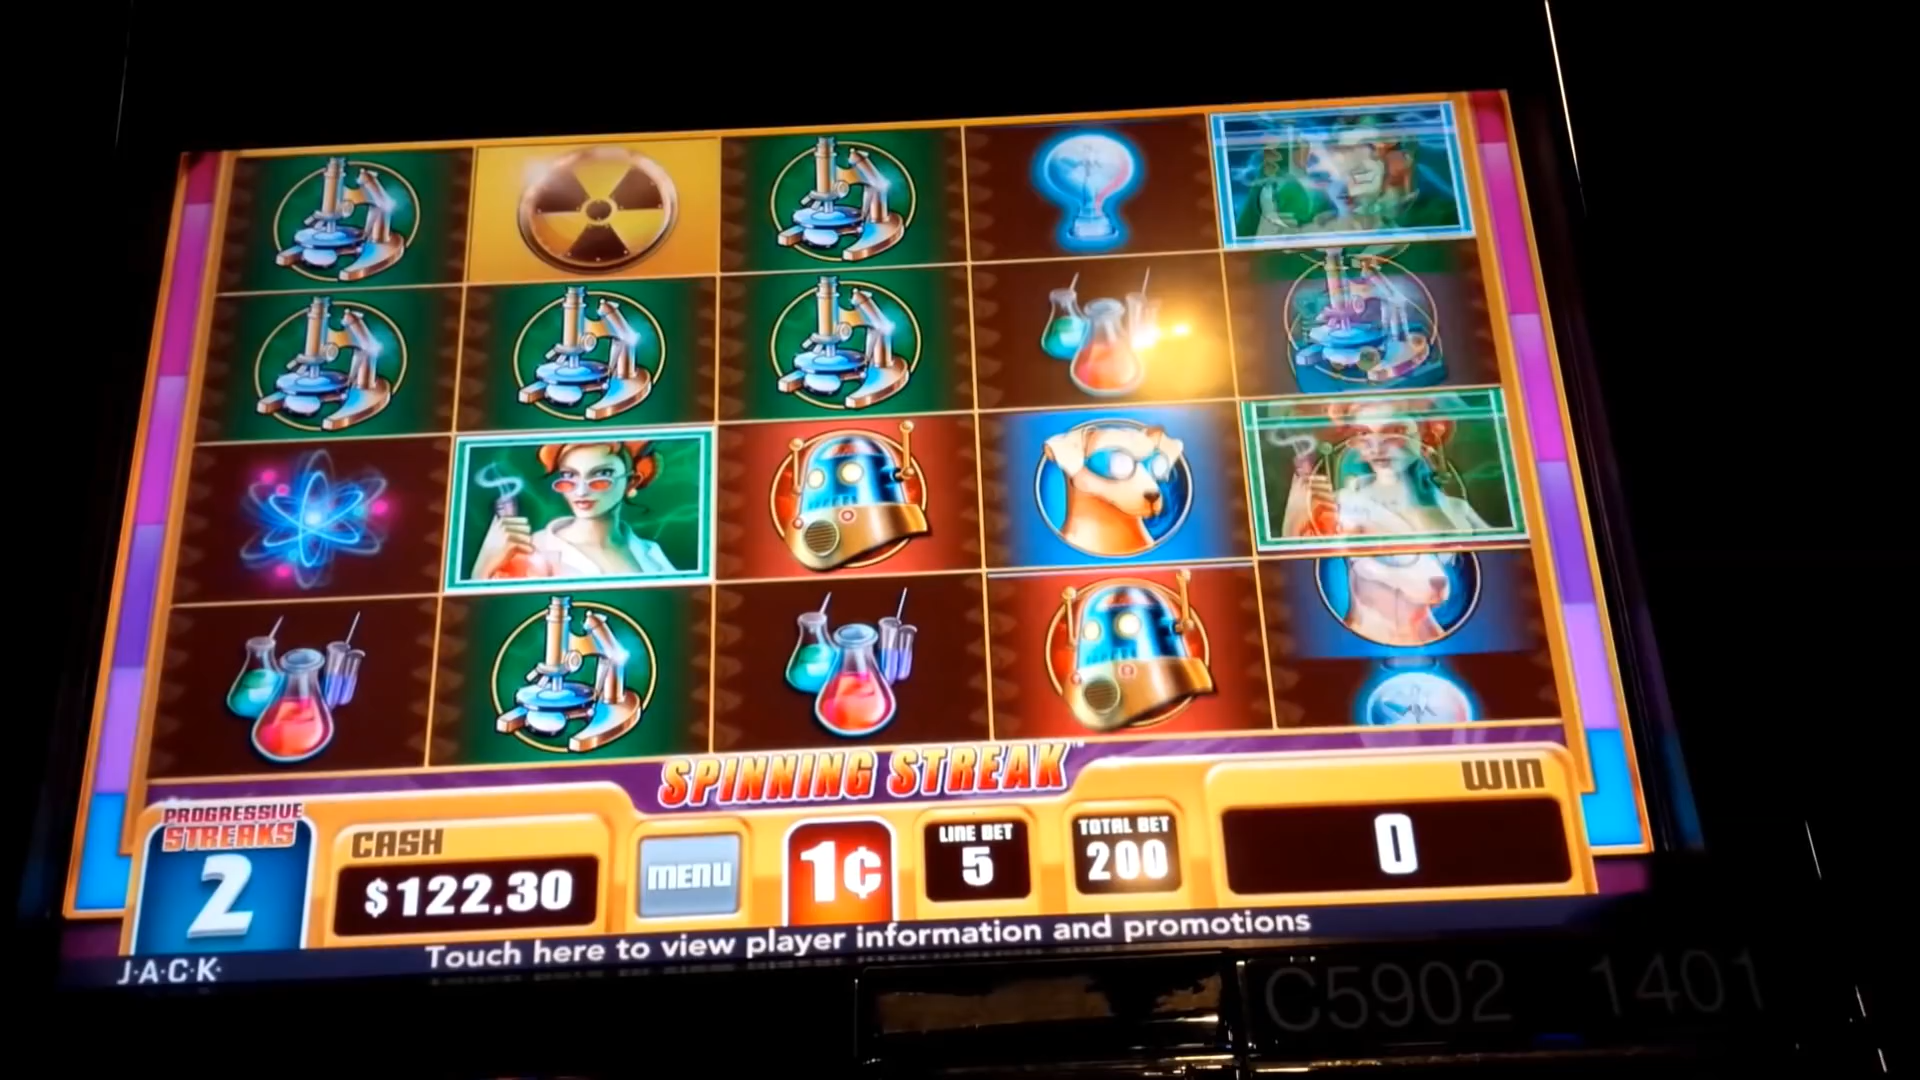 SPINNING STREAK™
WIN
0
PROGRESSIVE
STREAKS
2
CASH
$122.30
MENU
1¢
LINE BET
5
TOTAL BET
200
Touch here to view player information and promotions
J·A·C·K·
C5902 1401